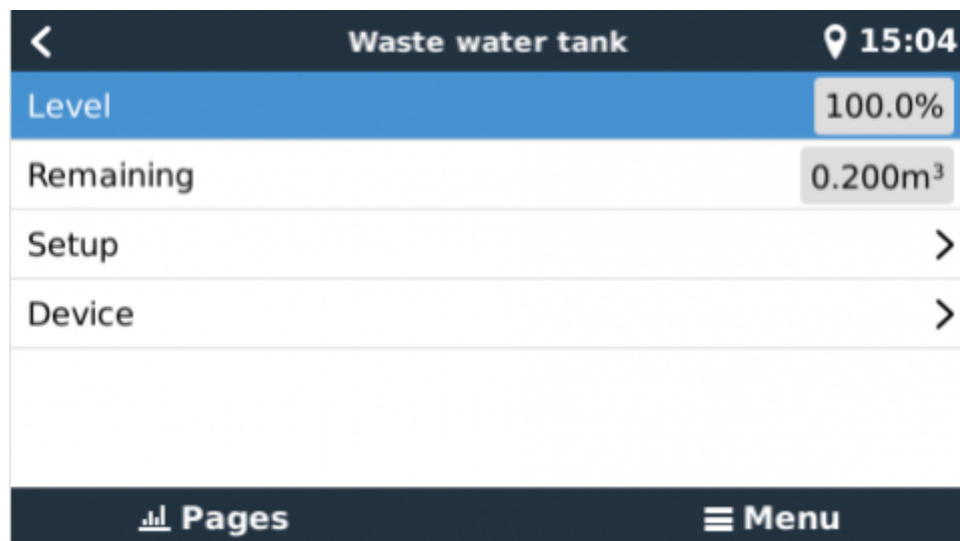 Waste water tank 15:04
Level 100.0%
Remaining 0.200m³
Setup
Device
Pages Menu